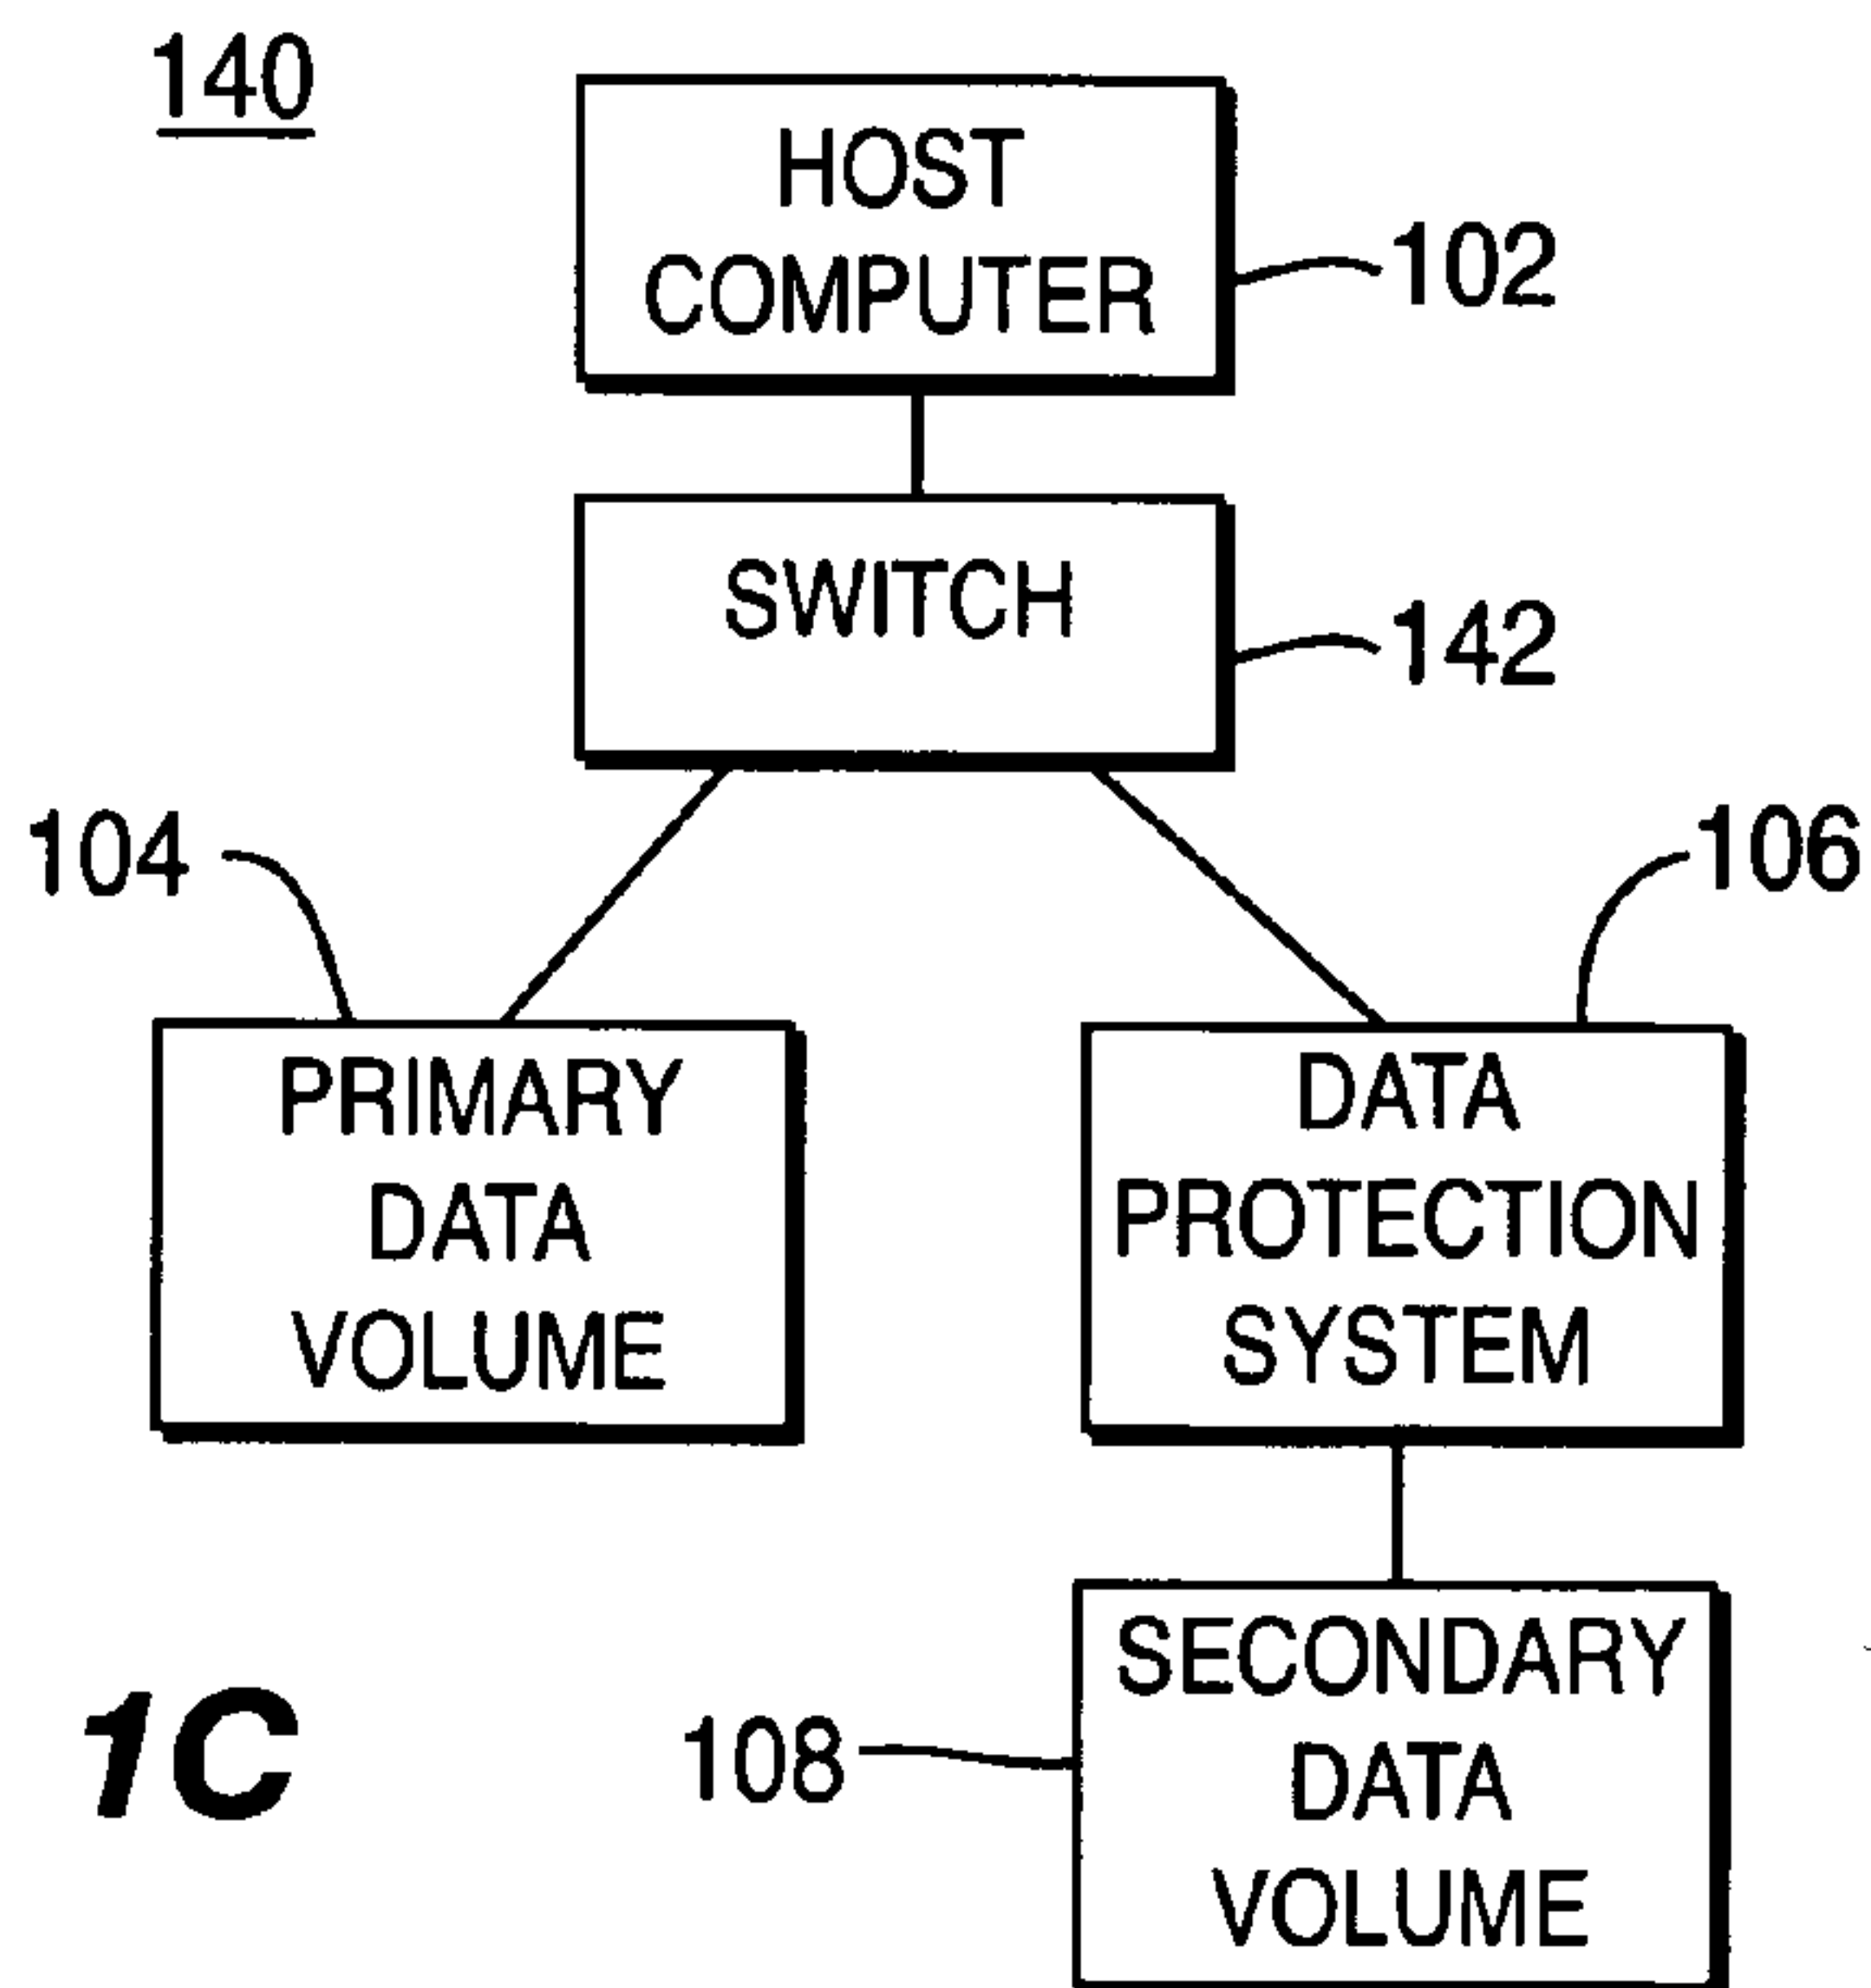 140
HOST
COMPUTER
102
SWITCH
142
104
106
PRIMARY
DATA
VOLUME
DATA
PROTECTION
SYSTEM
SECONDARY
DATA
VOLUME
108
1C